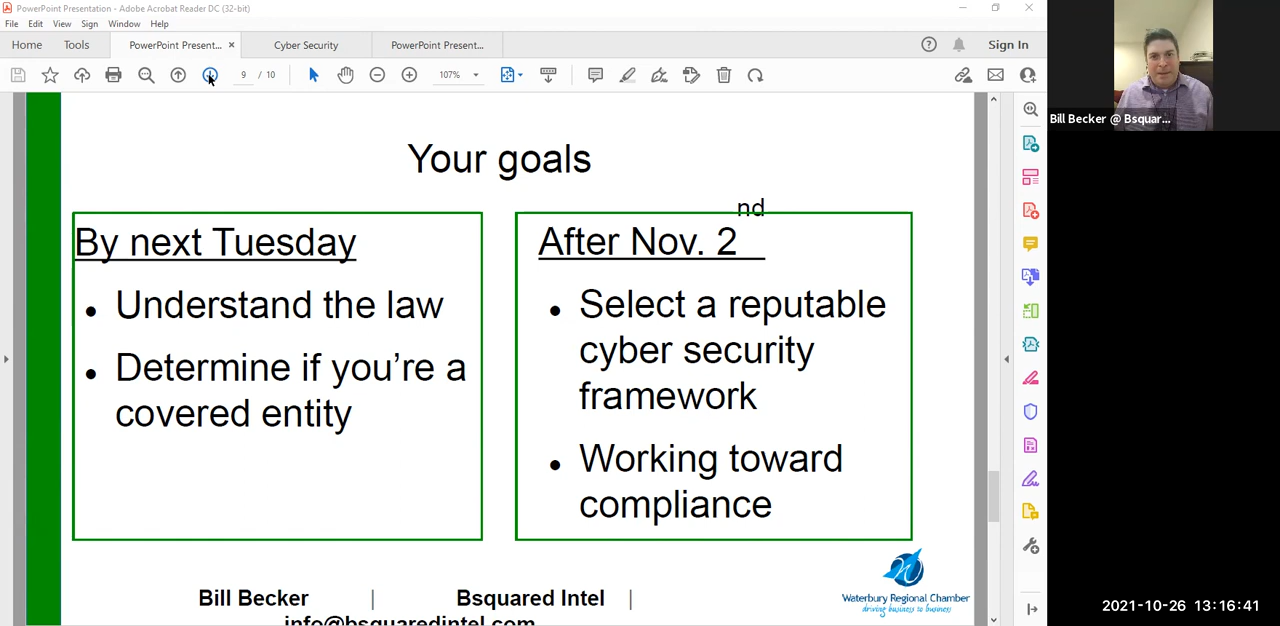 PowerPoint Presentation - Adobe Acrobat Reader DC (32-bit)
File Edit View Sign Window Help
Home Tools PowerPoint Present... × Cyber Security PowerPoint Present... Sign In
9 / 10 107%
Your goals
By next Tuesday
• Understand the law
• Determine if you’re a
covered entity
After Nov. 2nd
• Select a reputable
cyber security
framework
• Working toward
compliance
Bill Becker | Bsquared Intel |
info@bsquaredintel.com
Waterbury Regional Chamber
driving business to business
Bill Becker @ Bsquar...
2021-10-26 13:16:41